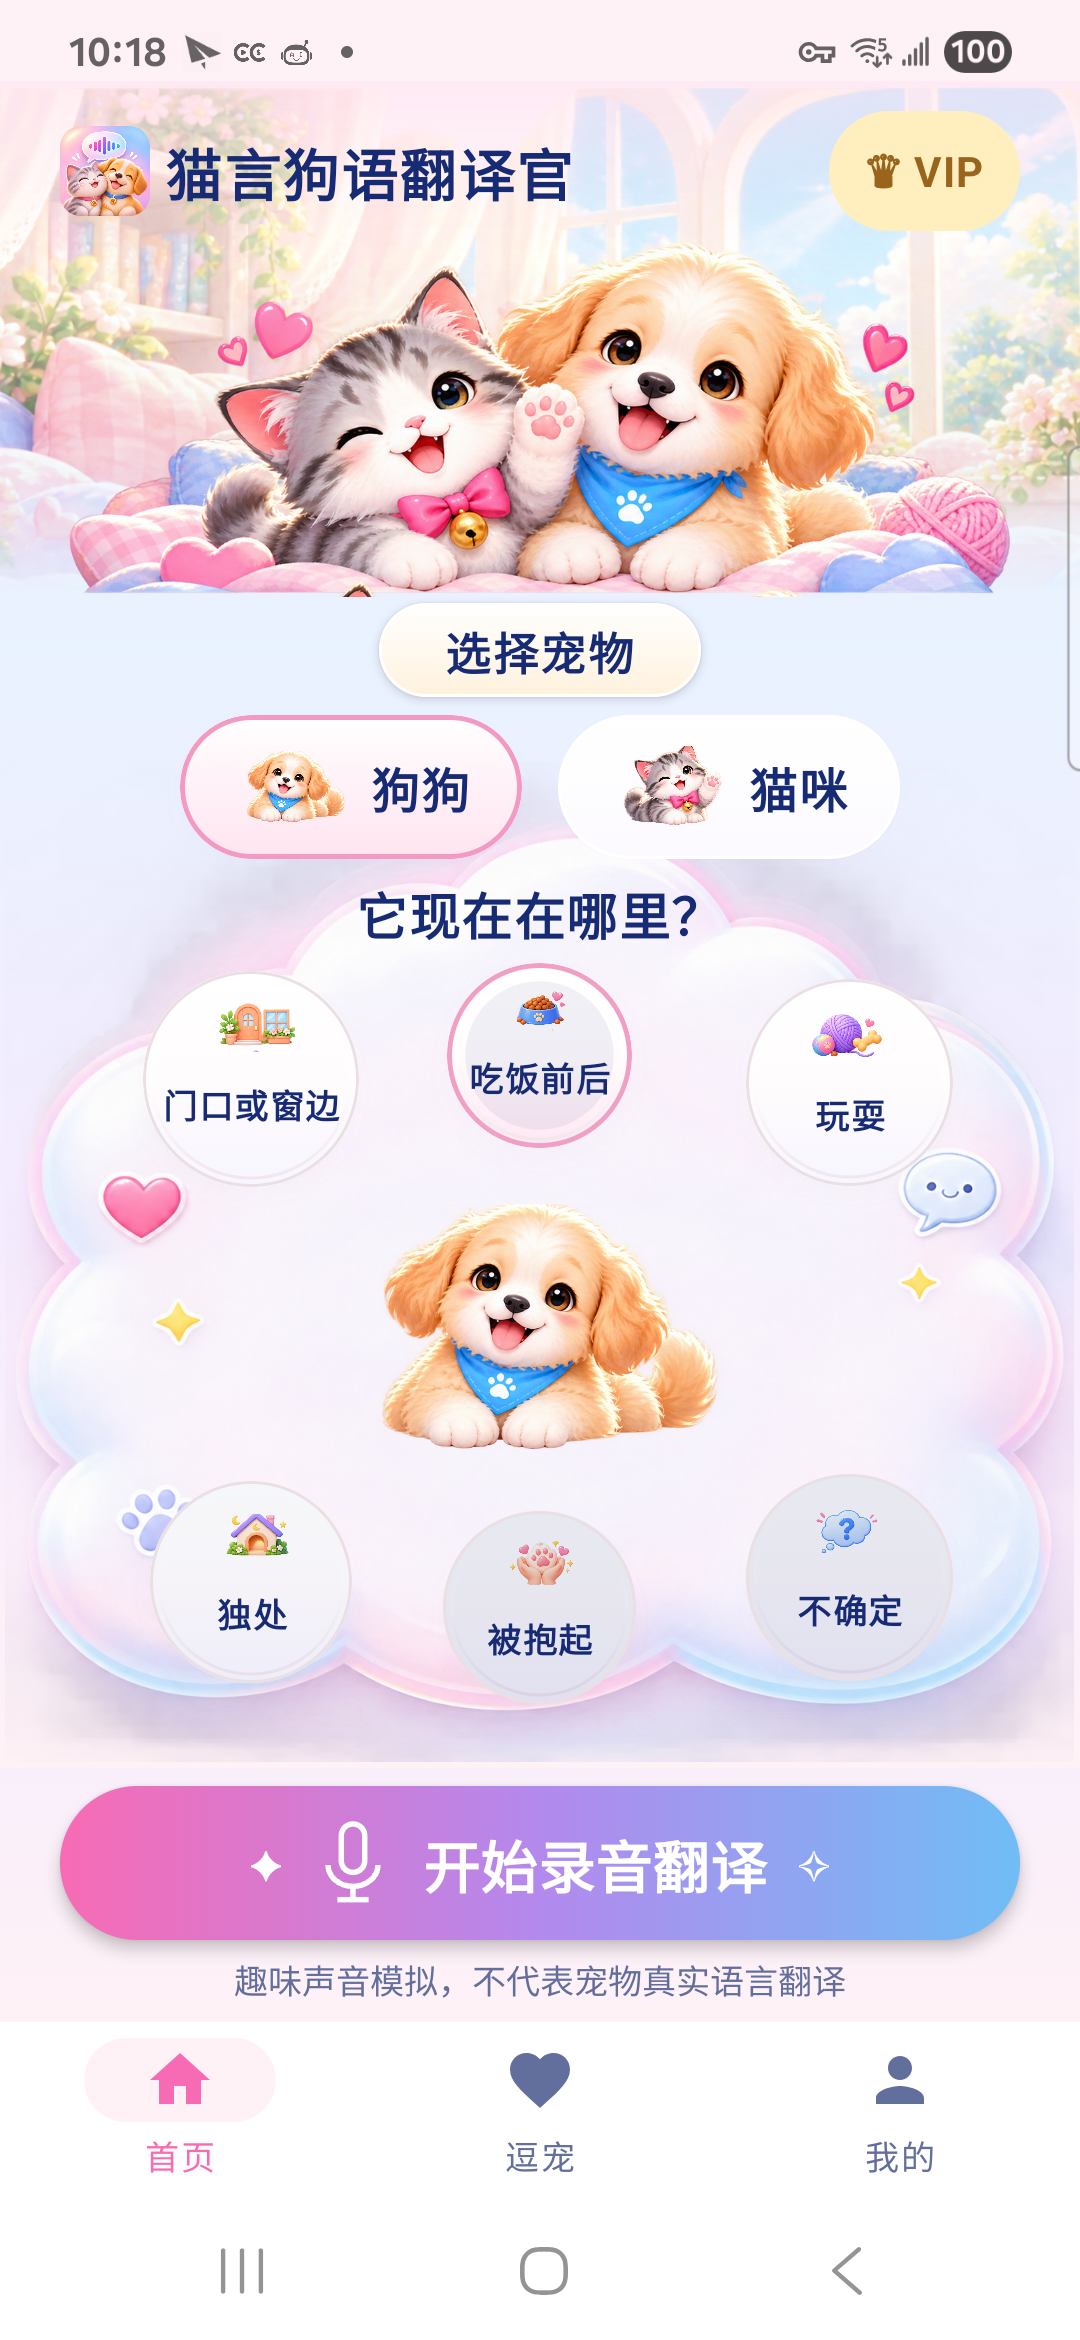 10:18
CC
5
100
猫言狗语翻译官
VIP
选择宠物
狗狗
猫咪
它现在在哪里?
门口或窗边
吃饭前后
玩耍
独处
被抱起
不确定
开始录音翻译
趣味声音模拟，不代表宠物真实语言翻译
首页
逗宠
我的